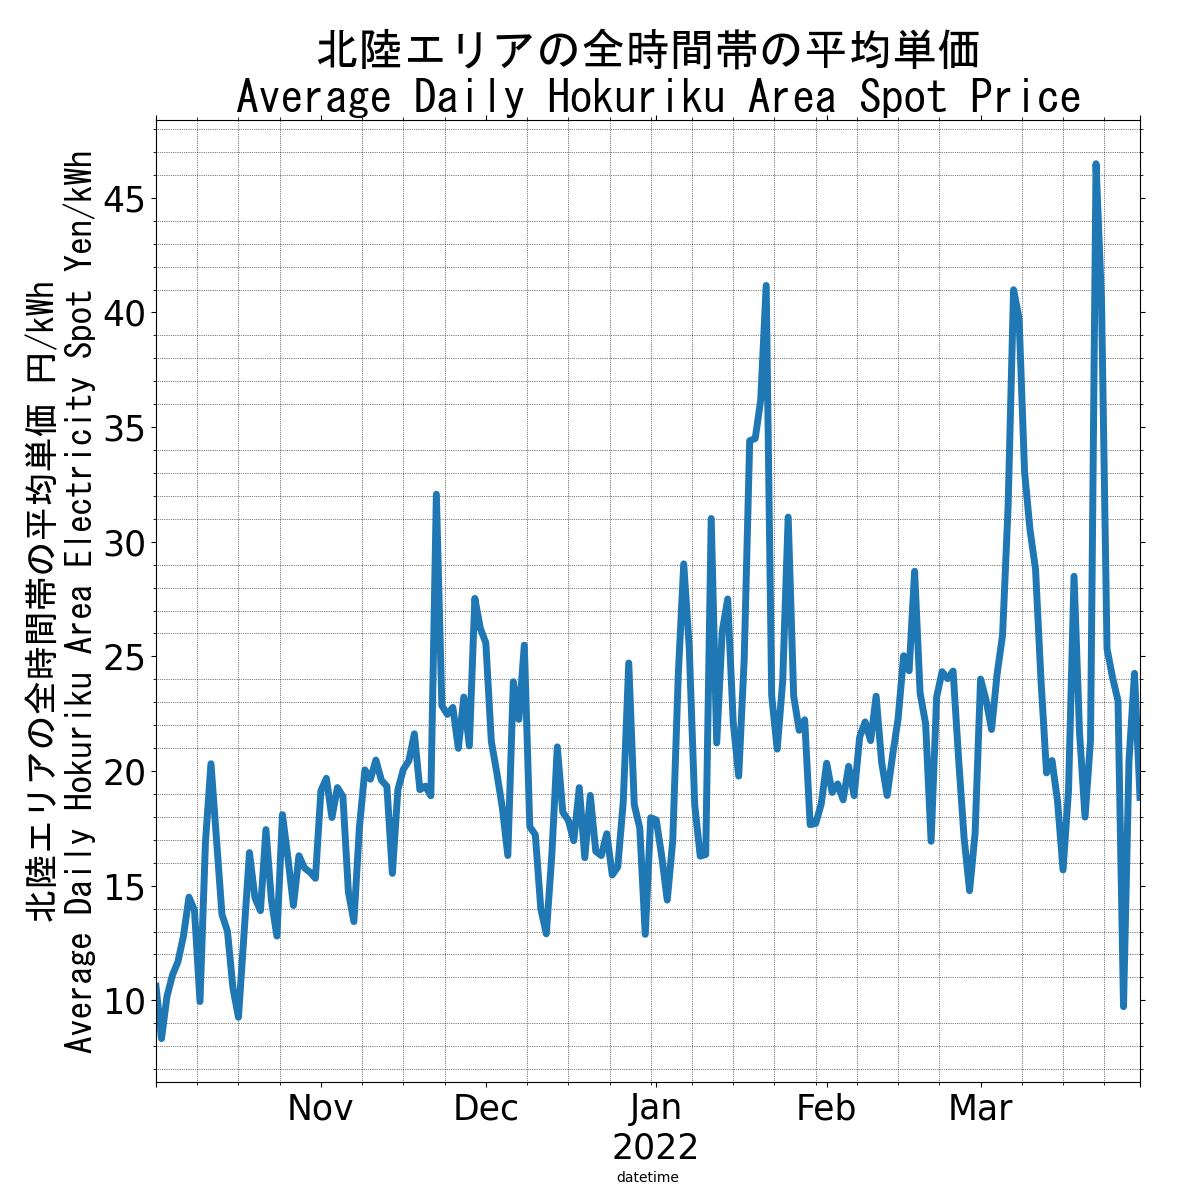 北陸エリアの全時間帯の平均単価
Average Daily Hokuriku Area Spot Price
北陸エリアの全時間帯の平均単価 円/kWh
Average Daily Hokuriku Area Electricity Spot Yen/kWh
45
40
35
30
25
20
15
10
Nov
Dec
Jan
Feb
Mar
2022
datetime